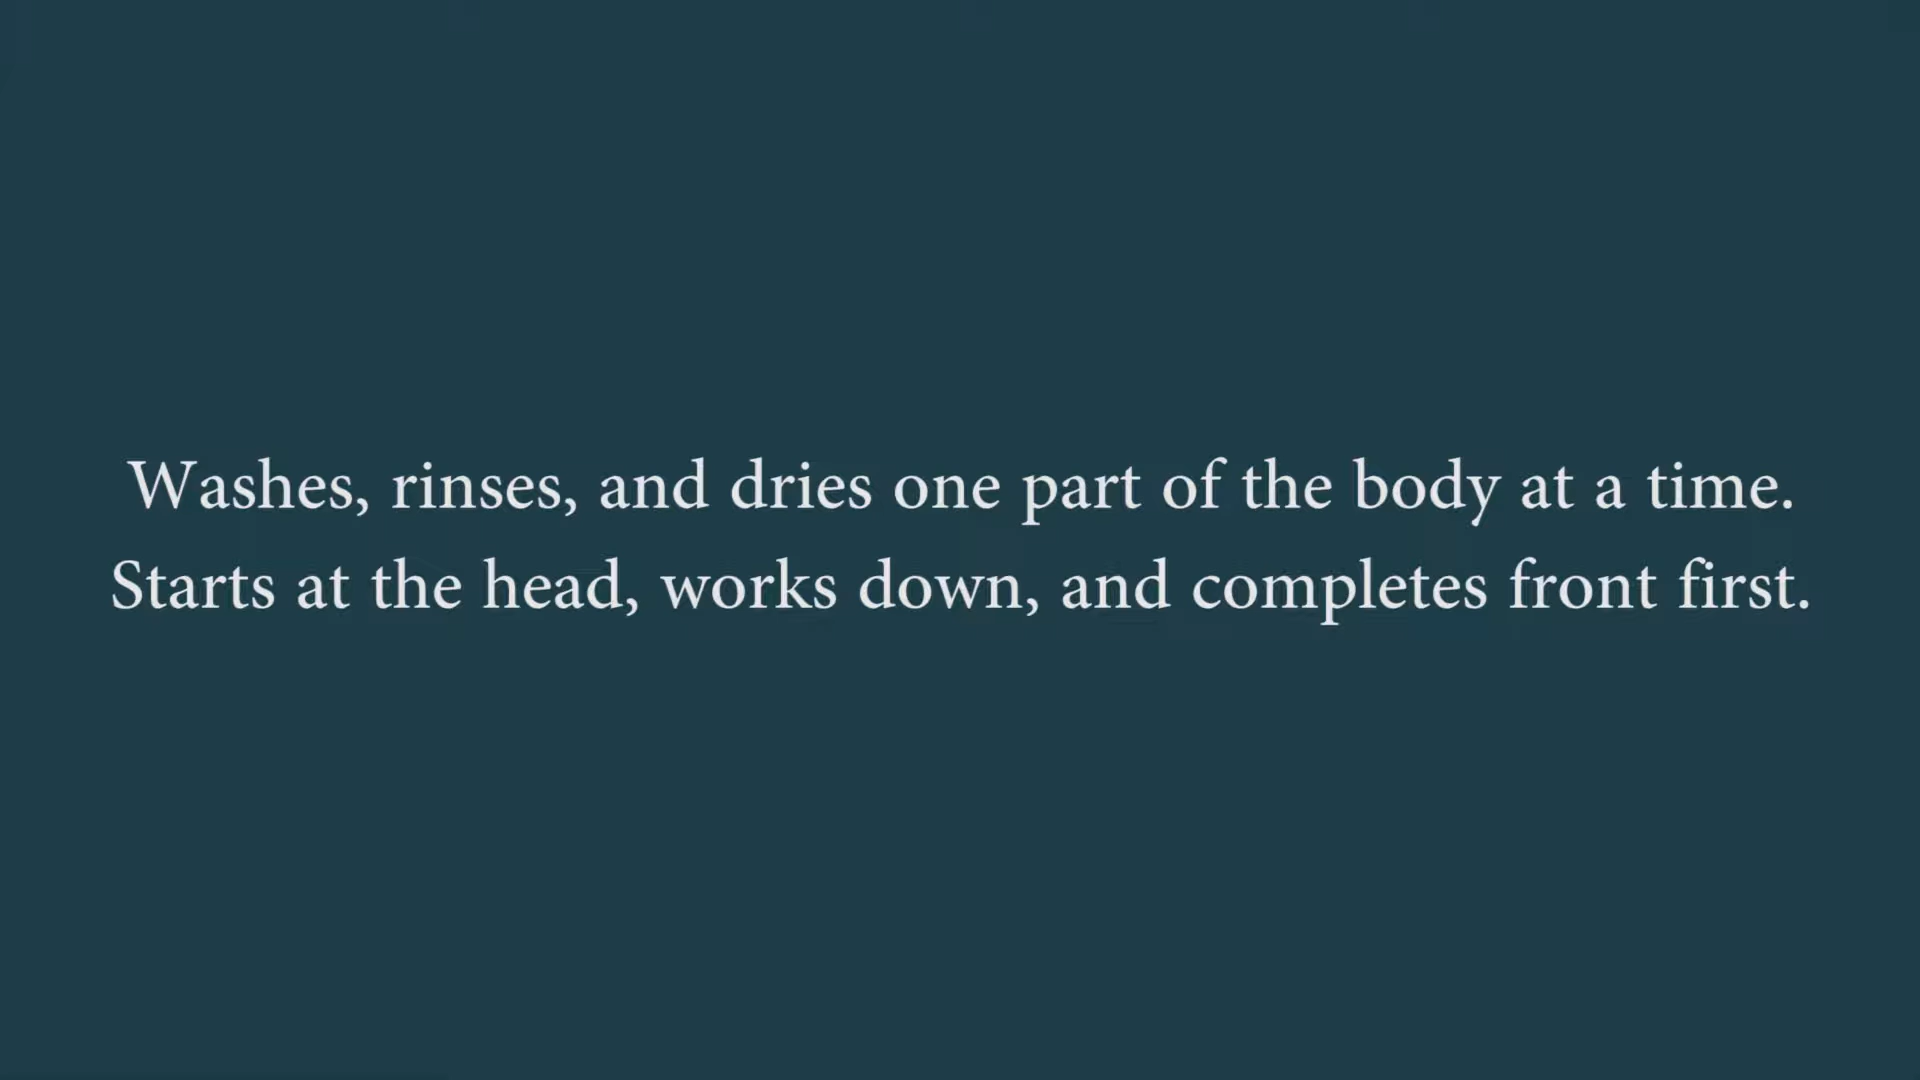 Washes, rinses, and dries one part of the body at a time.
Starts at the head, works down, and completes front first.